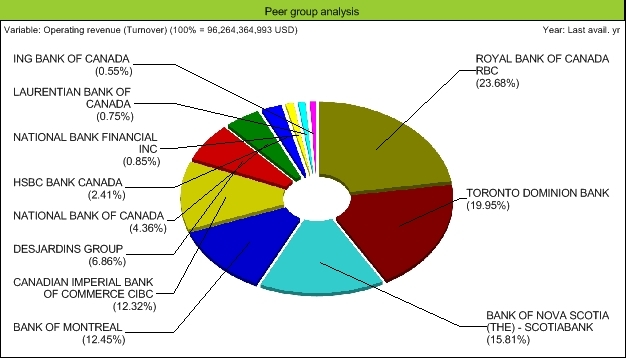 Peer group analysis
Variable: Operating revenue (Turnover) (100% = 96,264,364,993 USD)
Year: Last avail. yr
ING BANK OF CANADA
(0.55%)
LAURENTIAN BANK OF
CANADA
(0.75%)
NATIONAL BANK FINANCIAL
INC
(0.85%)
HSBC BANK CANADA
(2.41%)
NATIONAL BANK OF CANADA
(4.36%)
DESJARDINS GROUP
(6.86%)
CANADIAN IMPERIAL BANK
OF COMMERCE CIBC
(12.32%)
BANK OF MONTREAL
(12.45%)
ROYAL BANK OF CANADA
RBC
(23.68%)
TORONTO DOMINION BANK
(19.95%)
BANK OF NOVA SCOTIA
(THE) - SCOTIABANK
(15.81%)